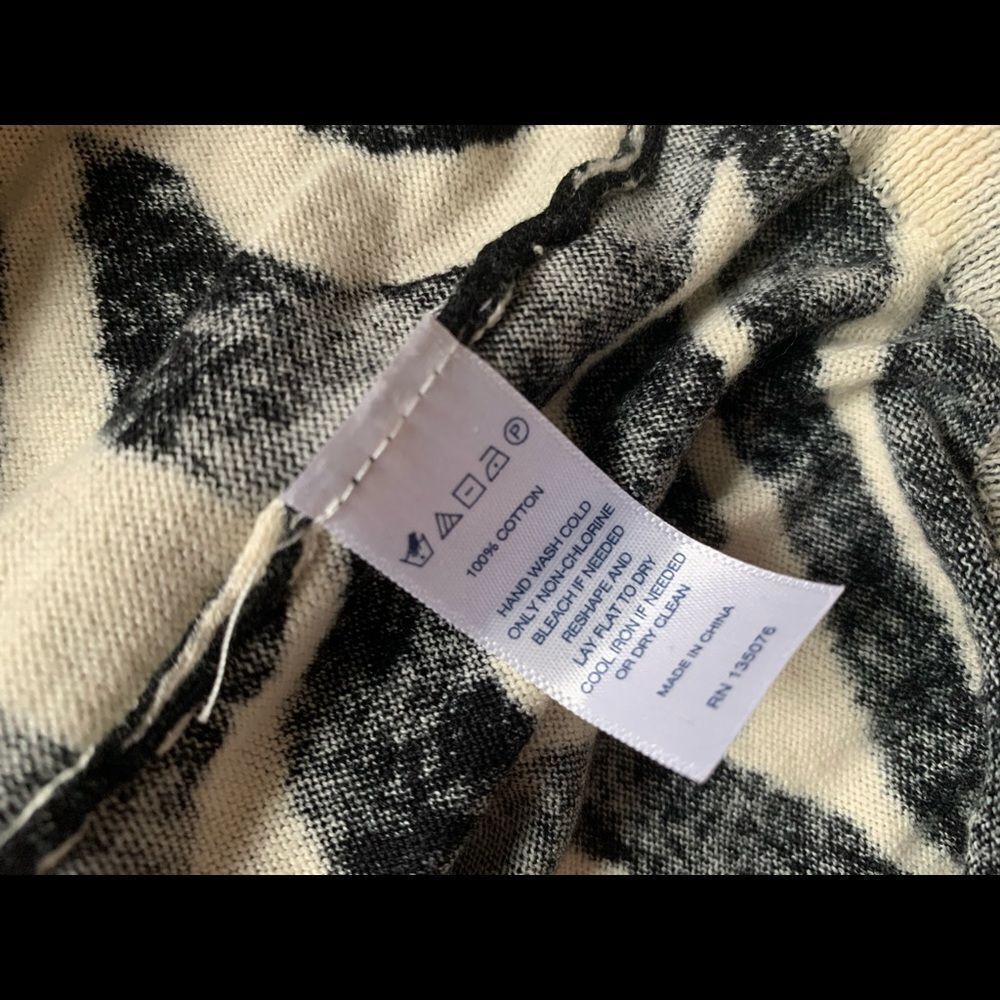 P
100% COTTON
HAND WASH COLD
ONLY NON-CHLORINE
BLEACH IF NEEDED
RESHAPE AND
LAY FLAT TO DRY
COOL IRON IF NEEDED
OR DRY CLEAN
MADE IN CHINA
RN 135076